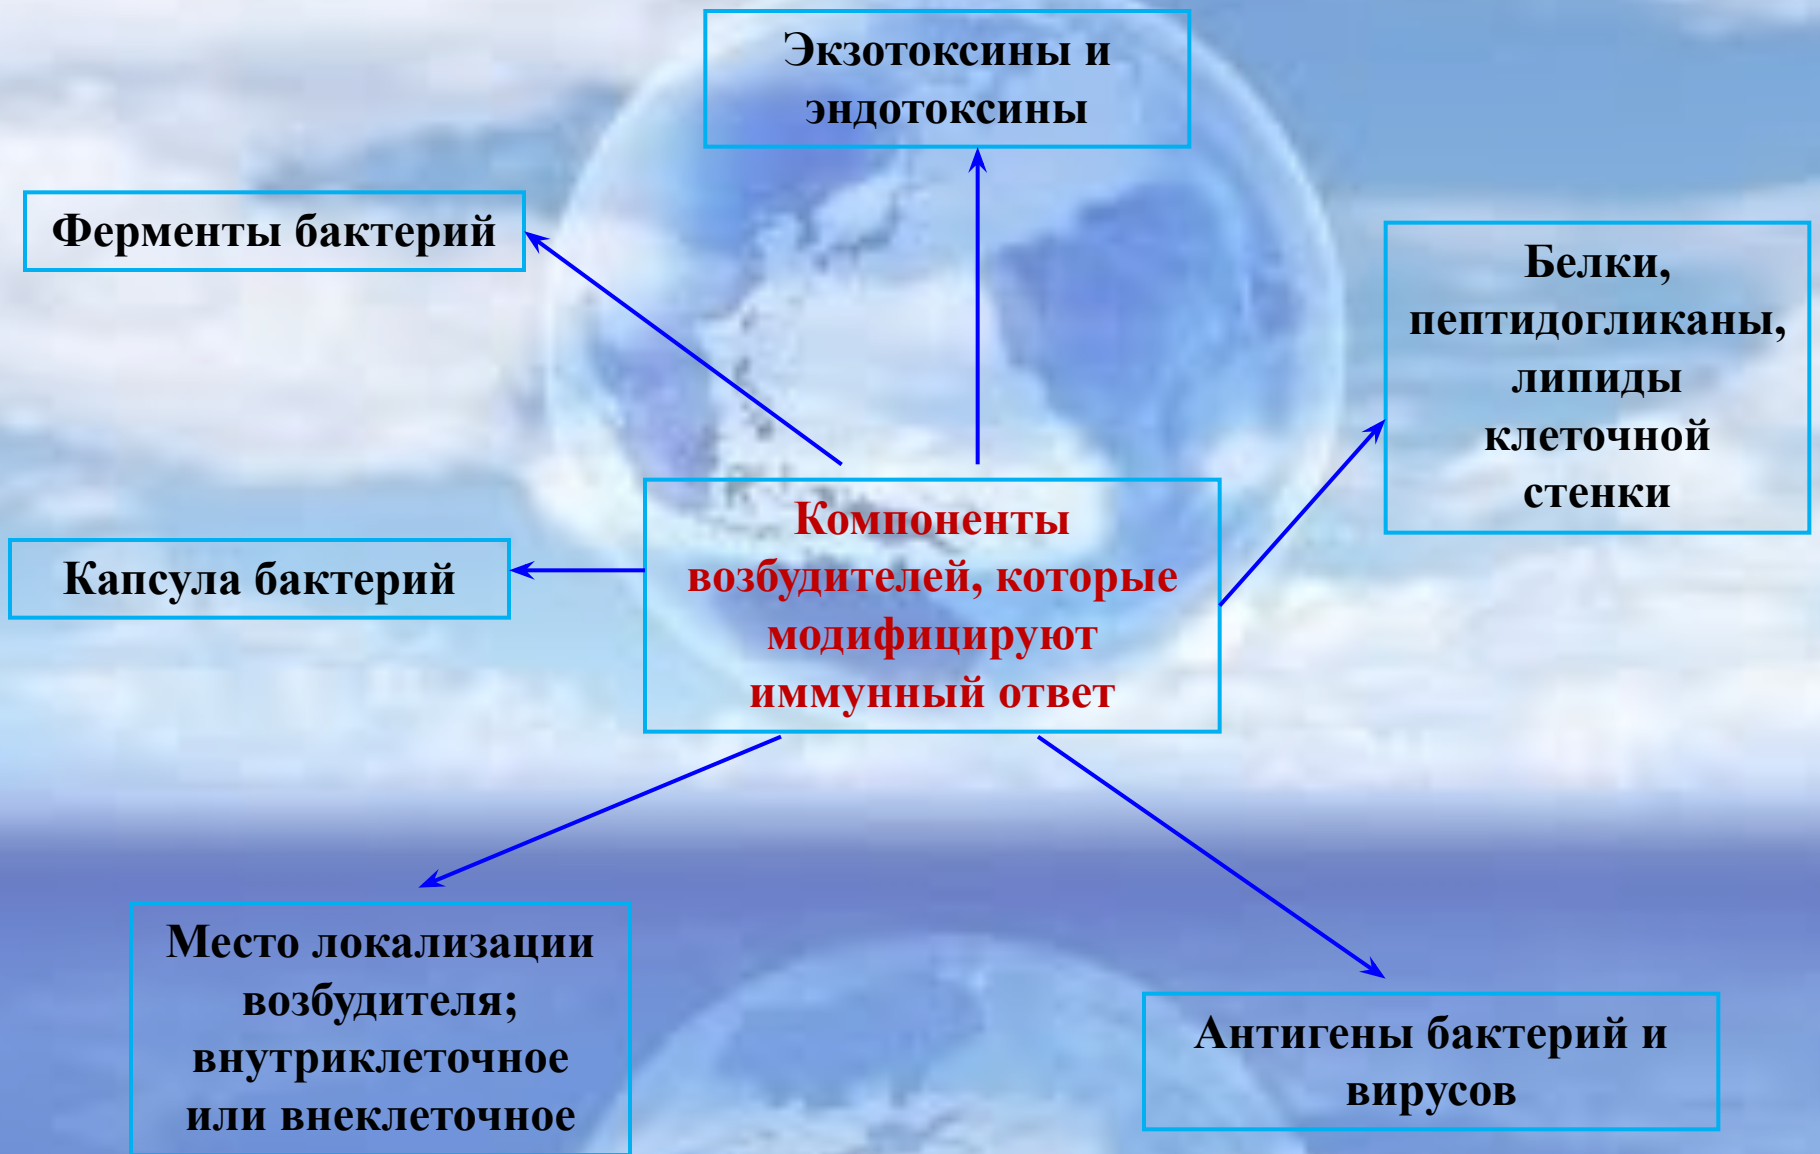 Экзотоксины и
эндотоксины
Ферменты бактерий
Белки,
пептидогликаны,
липиды
клеточной
стенки
Компоненты
возбудителей, которые
модифицируют
иммунный ответ
Капсула бактерий
Место локализации
возбудителя;
внутриклеточное
или внеклеточное
Антигены бактерий и
вирусов